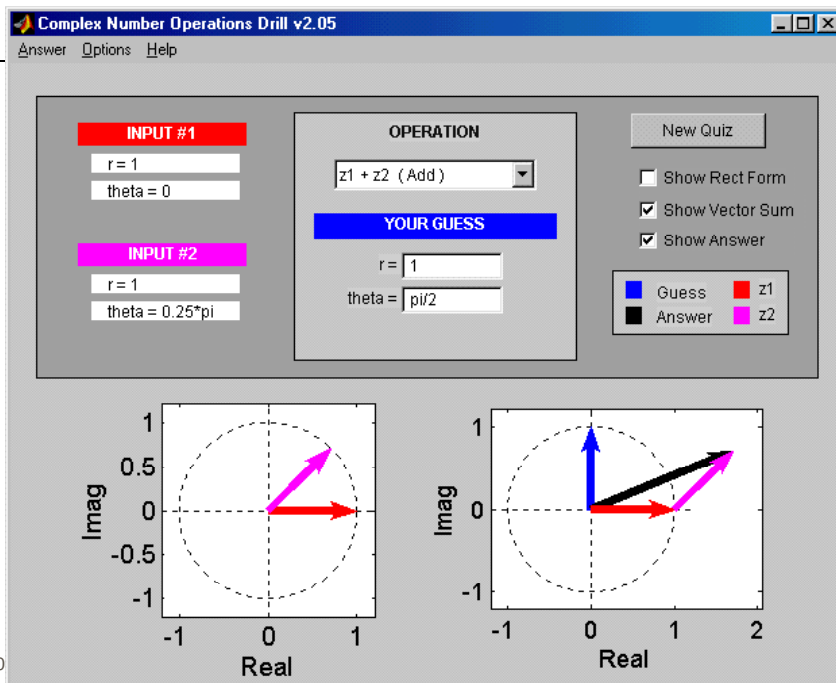 Complex Number Operations Drill v2.05
Answer Options Help
INPUT #1
r = 1
theta = 0
INPUT #2
r = 1
theta = 0.25*pi
OPERATION
z1 + z2 ( Add )
YOUR GUESS
r = 1
theta = pi/2
New Quiz
Show Rect Form
Show Vector Sum
Show Answer
Guess z1
Answer z2
1
0.5
0
-0.5
-1
Imag
-1 0 1
Real
1
0
-1
Imag
-1 0 1 2
Real
0